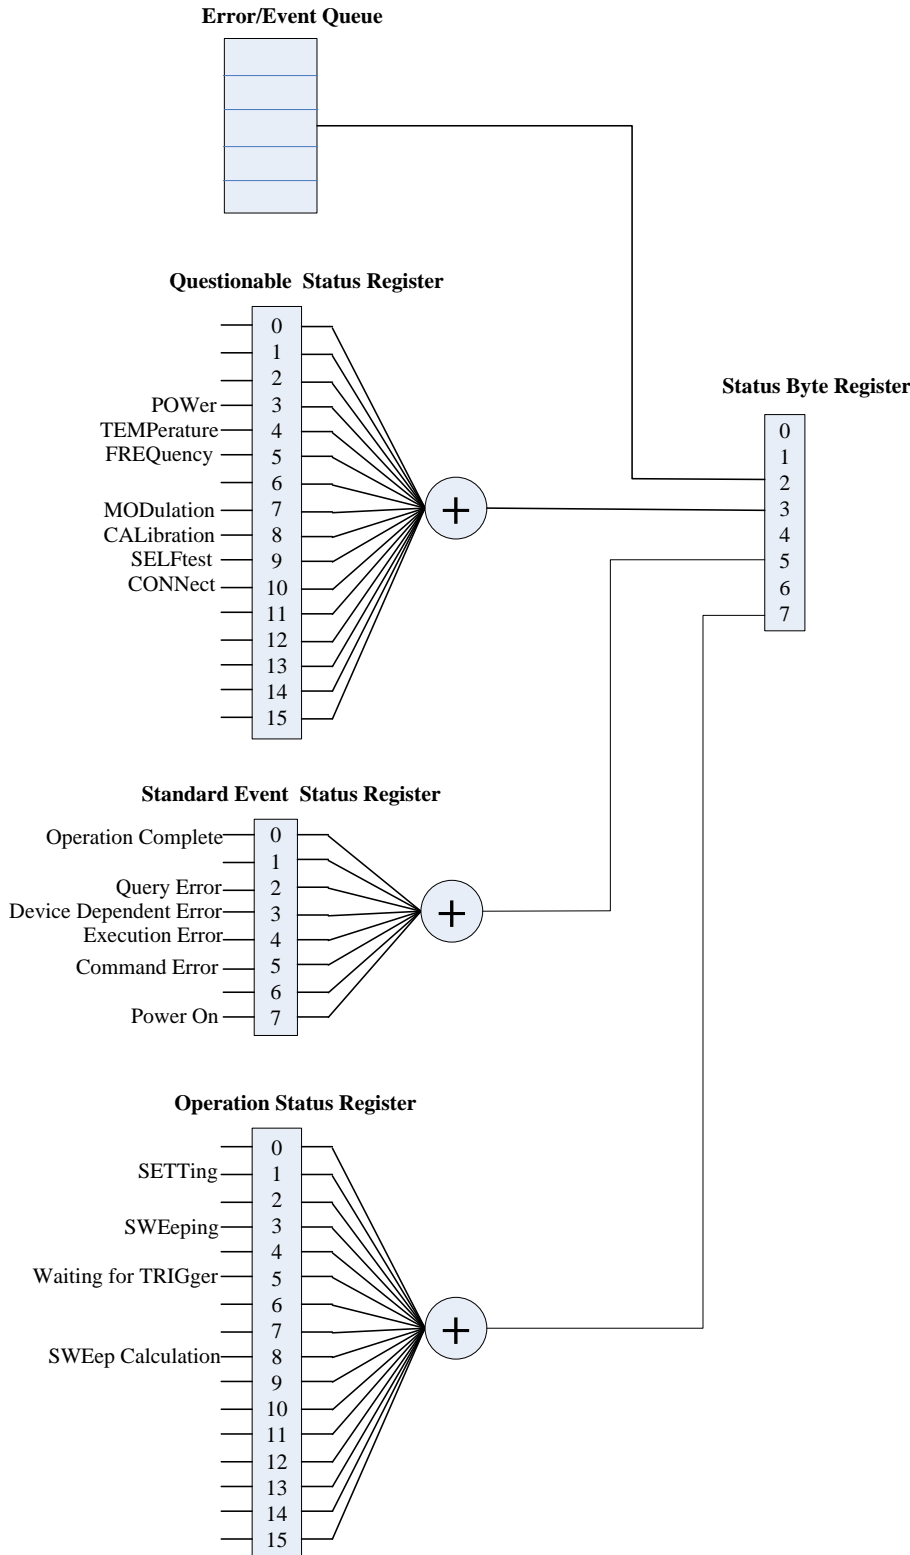 Error/Event Queue
Questionable Status Register
0
1
2
POWer 3
TEMPerature 4
FREQuency 5
6
MODulation 7
CALibration 8
SELFtest 9
CONNect 10
11
12
13
14
15
+
Status Byte Register
0
1
2
3
4
5
6
7
Standard Event Status Register
Operation Complete 0
1
Query Error 2
Device Dependent Error 3
Execution Error 4
Command Error 5
6
Power On 7
+
Operation Status Register
0
SETTing 1
2
SWEeping 3
4
Waiting for TRIGger 5
6
7
SWEep Calculation 8
9
10
11
12
13
14
15
+